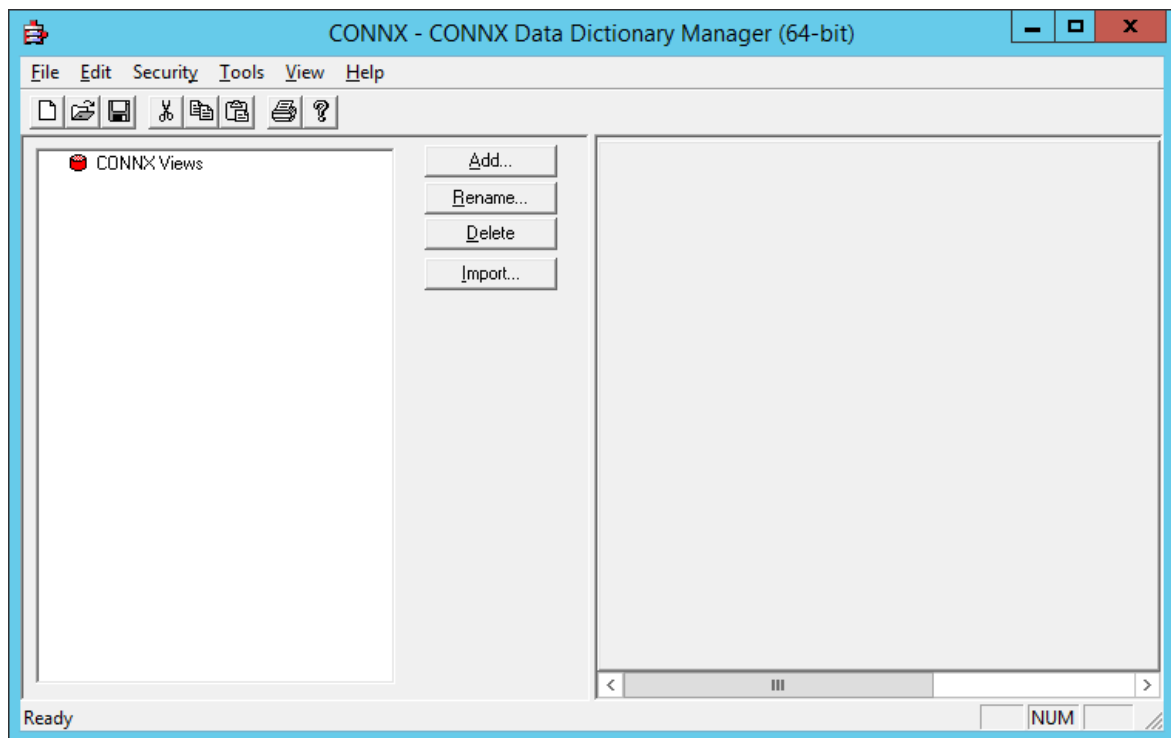 CONNX - CONNX Data Dictionary Manager (64-bit)
File Edit Security Tools View Help
CONNX Views
Add...
Rename...
Delete
Import...
Ready
NUM